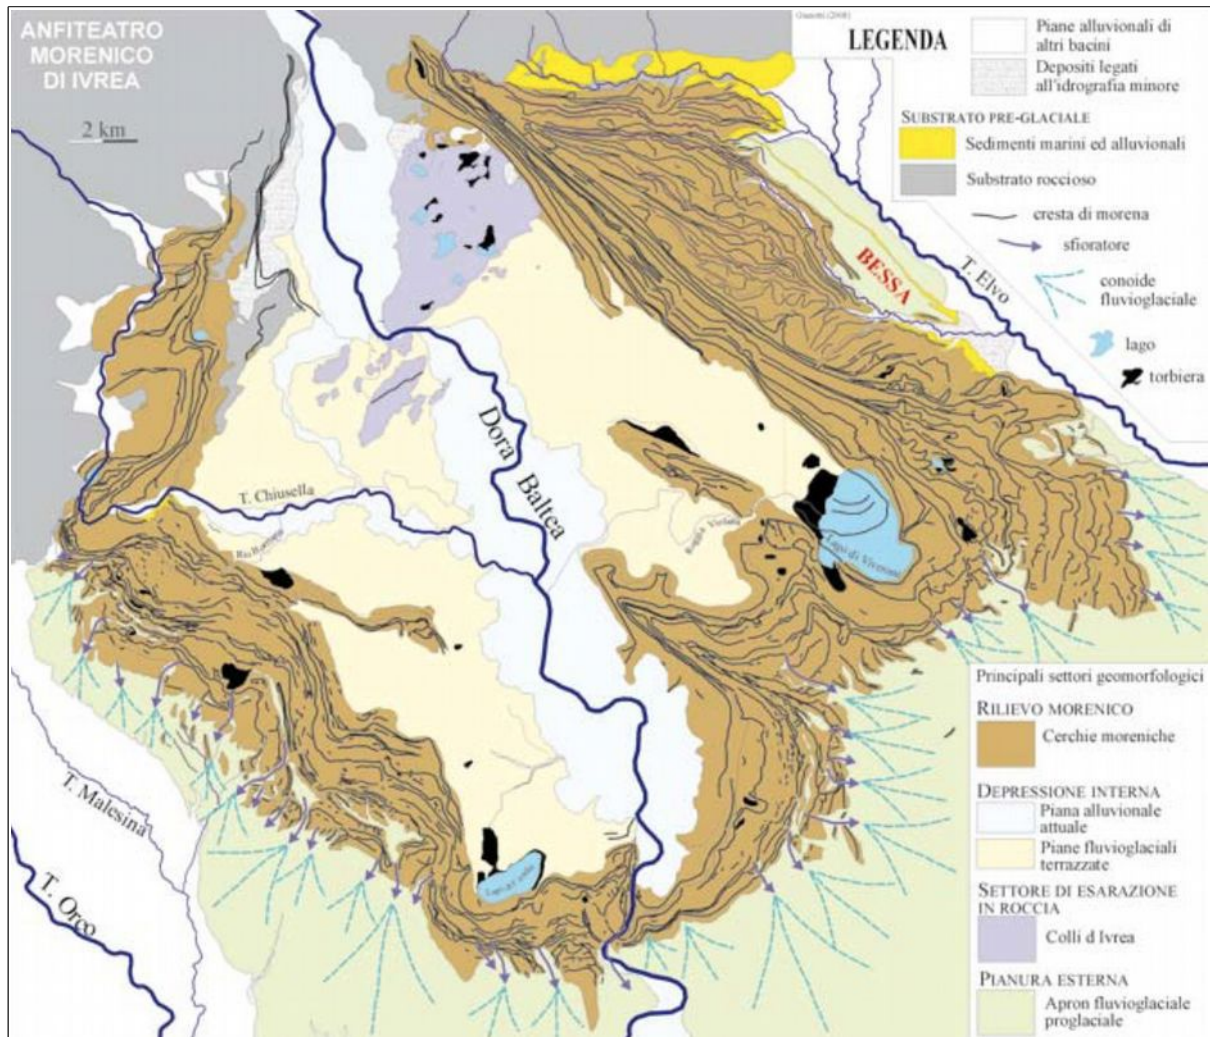 ANFITEATRO
MORENICO
DI IVREA
2 km
Gianotti (2008)
LEGENDA
Piane alluvionali di
altri bacini
Depositi legati
all'idrografia minore
SUBSTRATO PRE-GLACIALE
Sedimenti marini ed alluvionali
Substrato roccioso
cresta di morena
sfioratore
conoide
fluvioglaciale
lago
torbiera
BESSA
T. Elvo
Dora
Baltea
T. Chiusella
Lago di Viverone
T. Malesina
T. Orco
Principali settori geomorfologici
RILIEVO MORENICO
Cerchie moreniche
DEPRESSIONE INTERNA
Piana alluvionale
attuale
Piane fluvioglaciali
terrazzate
SETTORE DI ESARAZIONE
IN ROCCIA
Colli d Ivrea
PIANURA ESTERNA
Apron fluvioglaciale
proglaciale